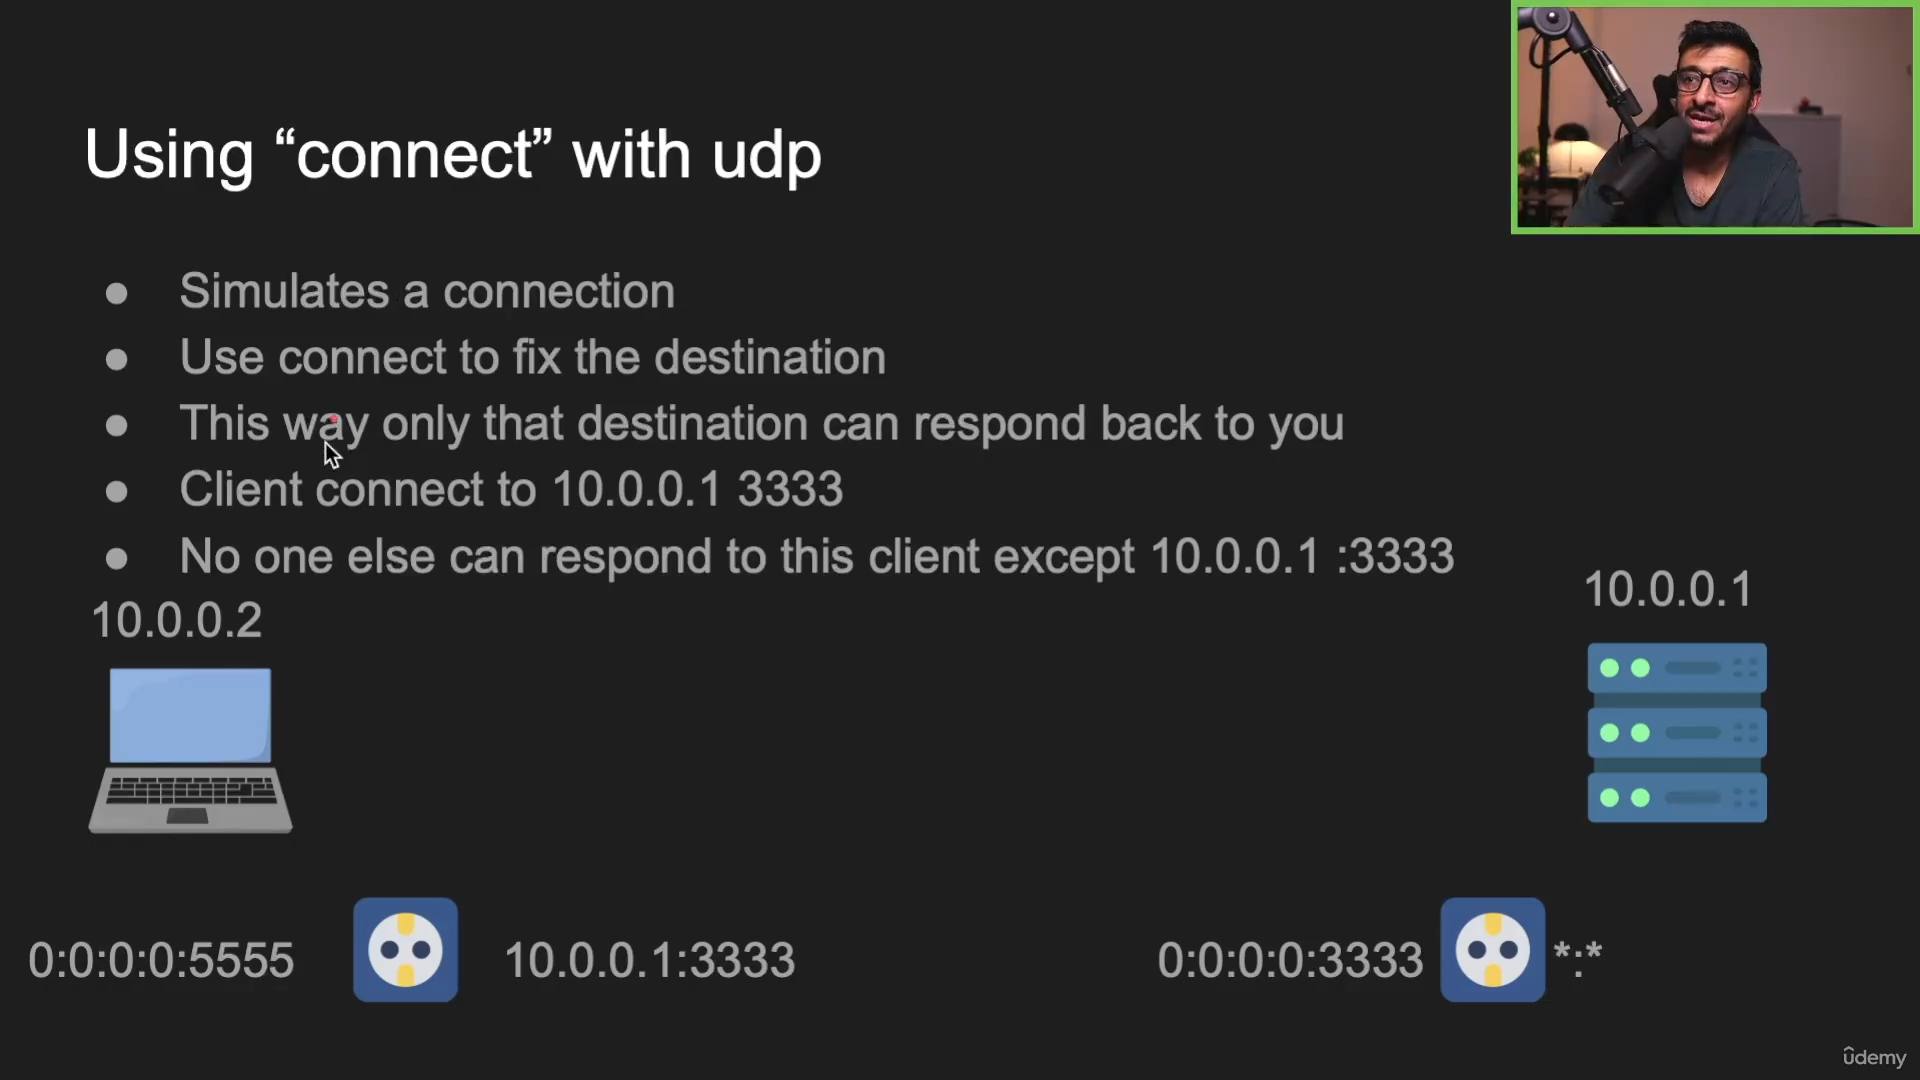 Using “connect” with udp
● Simulates a connection
● Use connect to fix the destination
● This way only that destination can respond back to you
● Client connect to 10.0.0.1 3333
● No one else can respond to this client except 10.0.0.1 :3333
10.0.0.2
10.0.0.1
0:0:0:0:5555
10.0.0.1:3333
0:0:0:0:3333
*:*
ûdemy